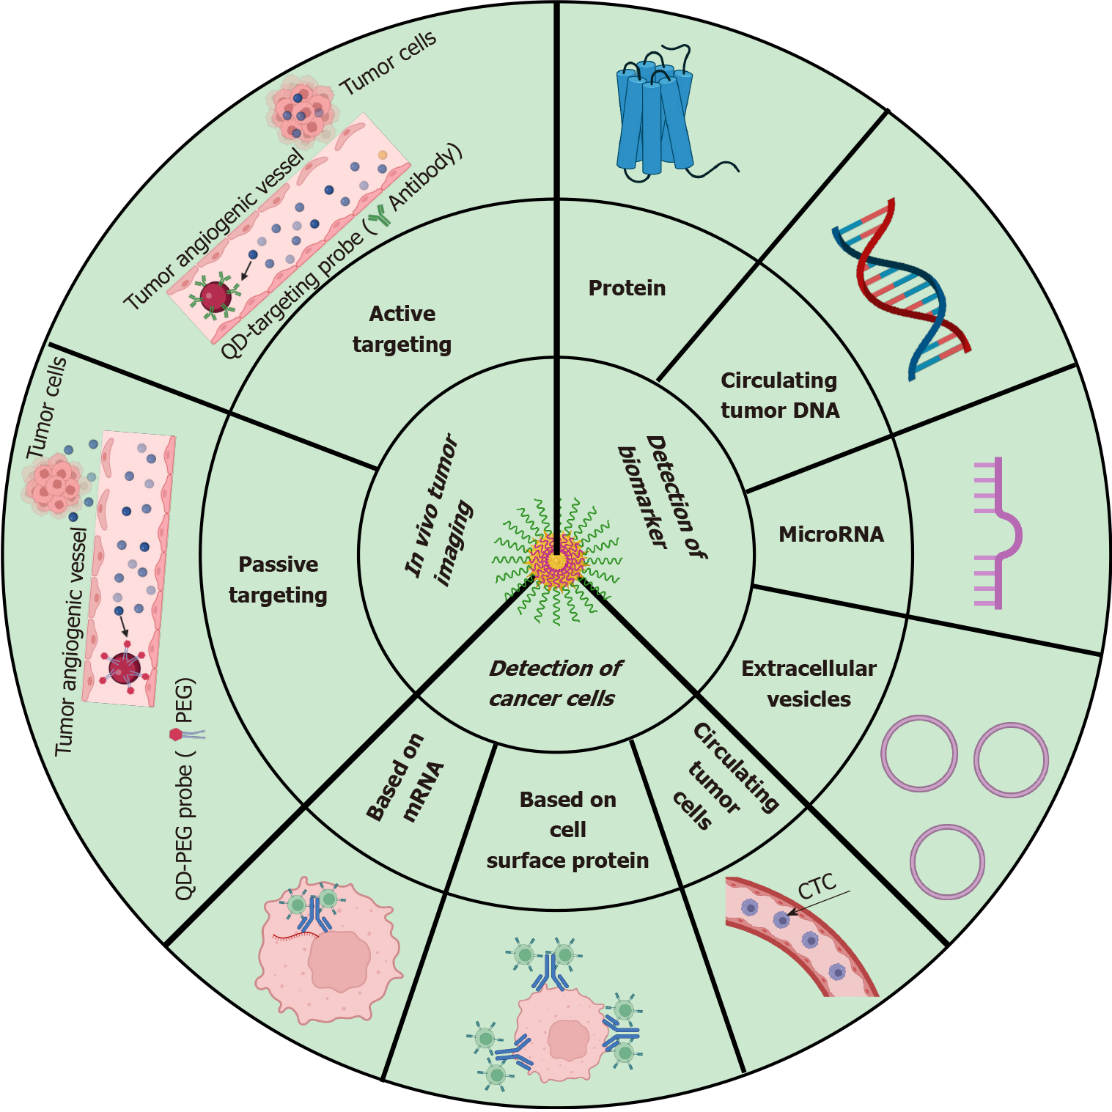 Tumor cells
Tumor angiogenic vessel
QD-targeting probe ( Antibody)
Active
targeting
Protein
Circulating
tumor DNA
MicroRNA
Extracellular
vesicles
Detection of
biomarker
In vivo tumor
imaging
Detection of
cancer cells
Tumor cells
Tumor angiogenic vessel
QD-PEG probe ( PEG)
Passive
targeting
Based on
mRNA
Based on
cell
surface protein
Circulating
tumor
cells
CTC